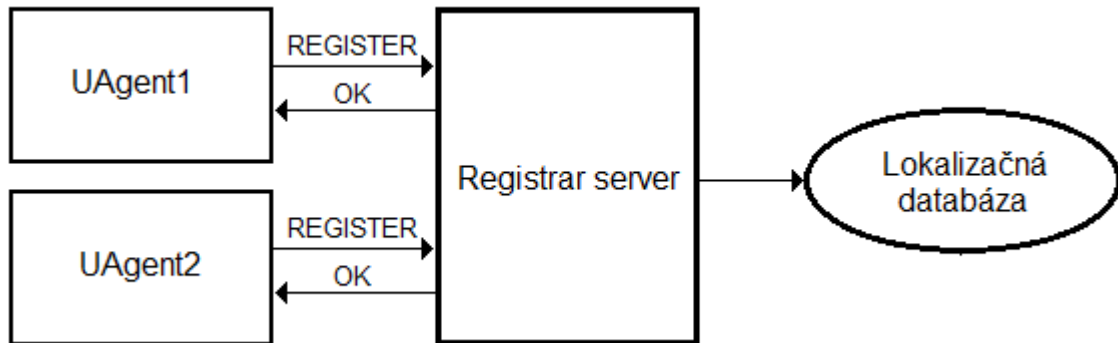 UAgent1
REGISTER
OK
UAgent2
REGISTER
OK
Registrar server
Lokalizačná
databáza